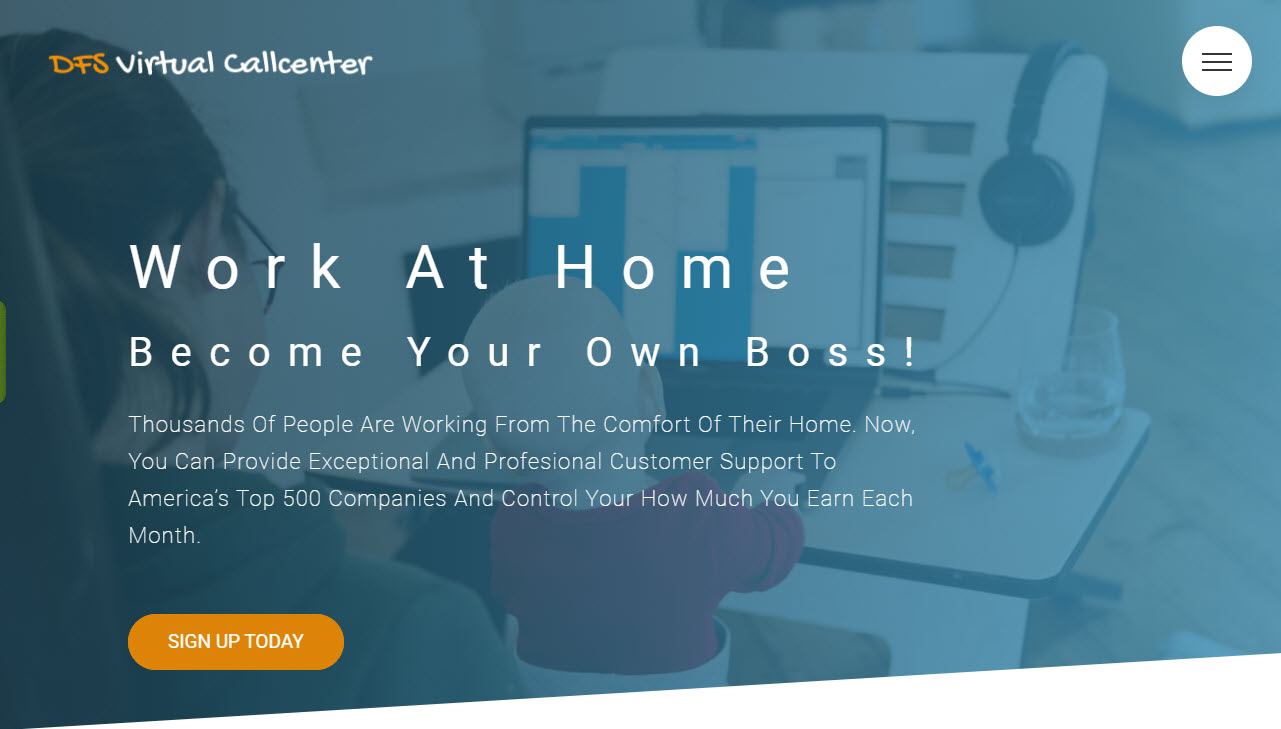 DFS Virtual Callcenter
Work At Home
Become Your Own Boss!
Thousands Of People Are Working From The Comfort Of Their Home. Now,
You Can Provide Exceptional And Profesional Customer Support To
America’s Top 500 Companies And Control Your How Much You Earn Each
Month.
SIGN UP TODAY